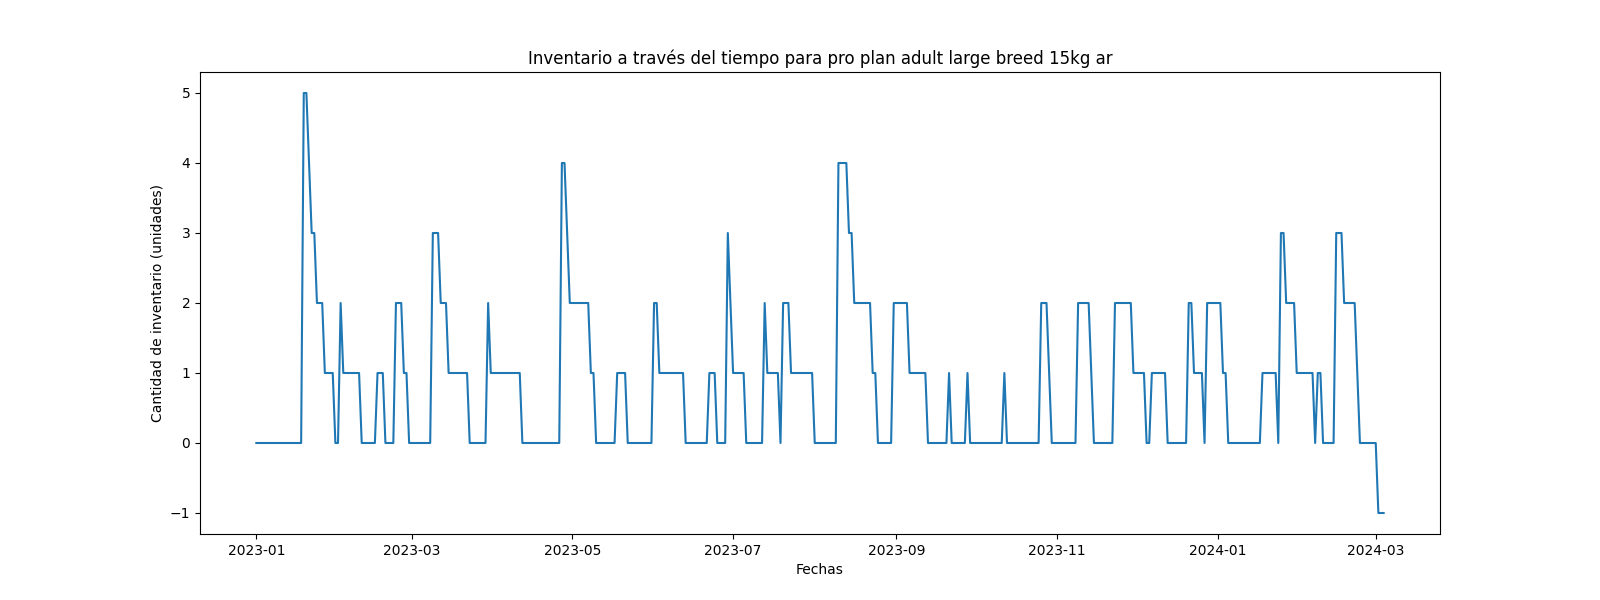 Inventario a través del tiempo para pro plan adult large breed 15kg ar
Cantidad de inventario (unidades)
5
4
3
2
1
0
−1
2023-01 2023-03 2023-05 2023-07 2023-09 2023-11 2024-01 2024-03
Fechas